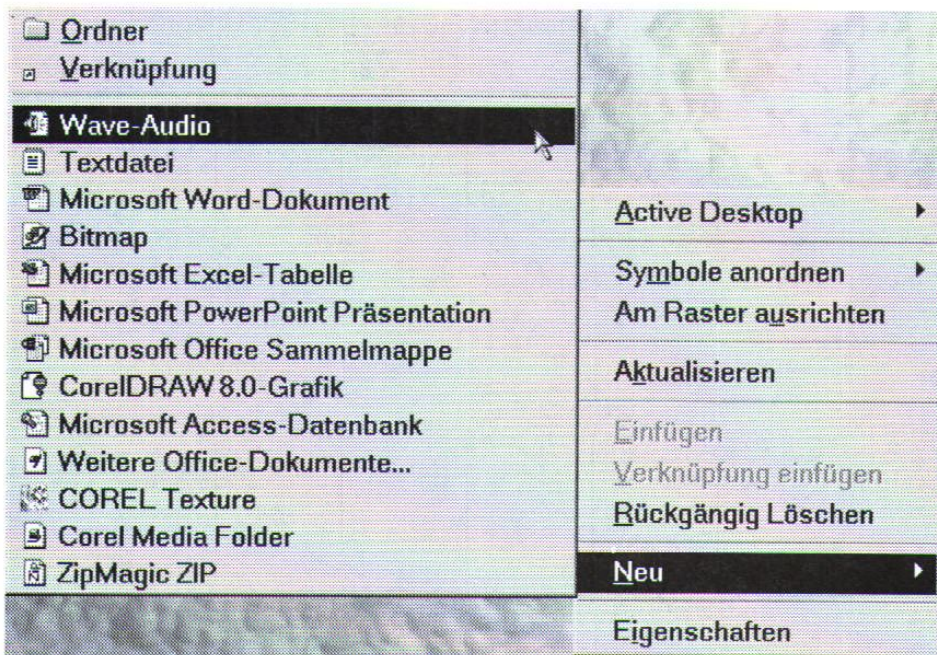 Ordner
Verknüpfung
Wave-Audio
Textdatei
Microsoft Word-Dokument
Bitmap
Microsoft Excel-Tabelle
Microsoft PowerPoint Präsentation
Microsoft Office Sammelmappe
CorelDRAW 8.0-Grafik
Microsoft Access-Datenbank
Weitere Office-Dokumente...
COREL Texture
Corel Media Folder
ZipMagic ZIP
Active Desktop
Symbole anordnen
Am Raster ausrichten
Aktualisieren
Einfügen
Verknüpfung einfügen
Rückgängig Löschen
Neu
Eigenschaften